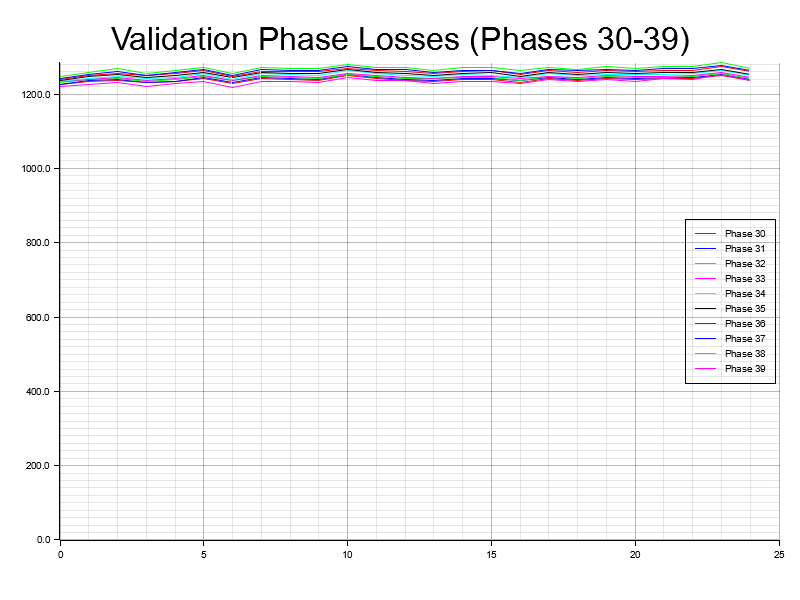 Validation Phase Losses (Phases 30-39)
1200.0
1000.0
800.0
600.0
400.0
200.0
0.0
0
5
10
15
20
25
Phase 30
Phase 31
Phase 32
Phase 33
Phase 34
Phase 35
Phase 36
Phase 37
Phase 38
Phase 39